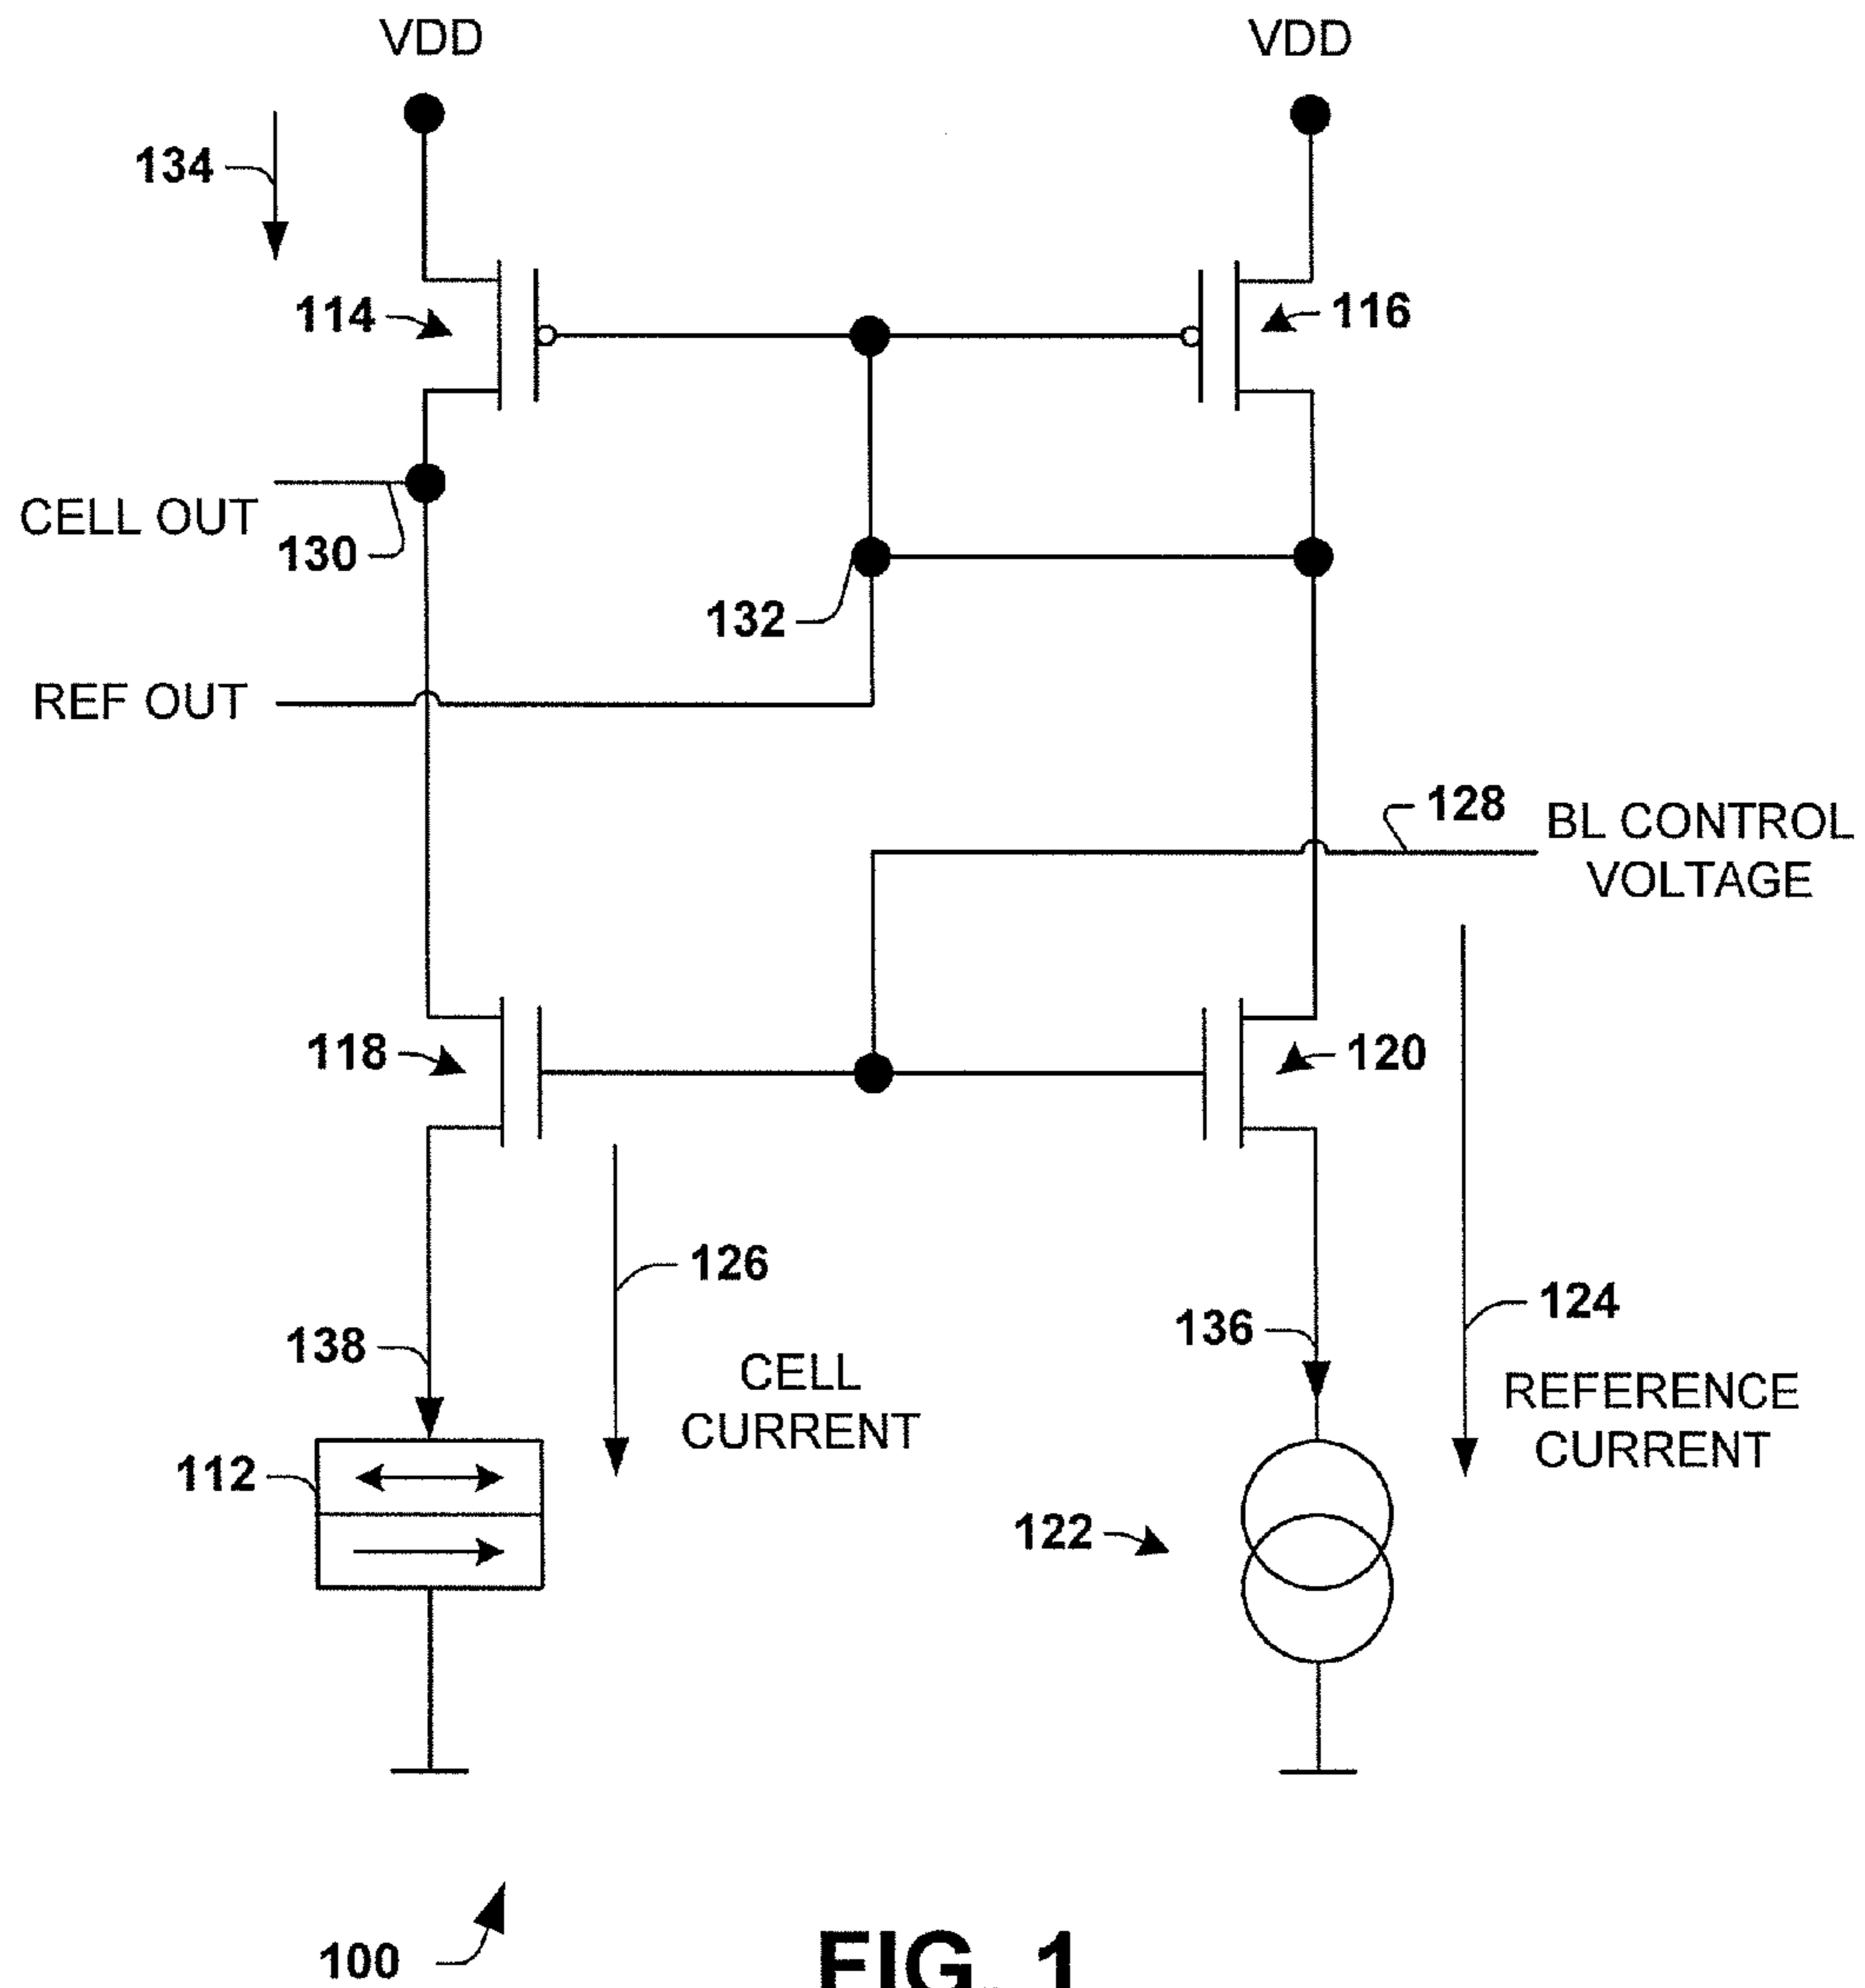 VDD
VDD
134
114
116
CELL OUT
130
132
REF OUT
128
BL CONTROL
VOLTAGE
118
120
126
124
138
136
CELL
CURRENT
REFERENCE
CURRENT
112
122
100
FIG. 1